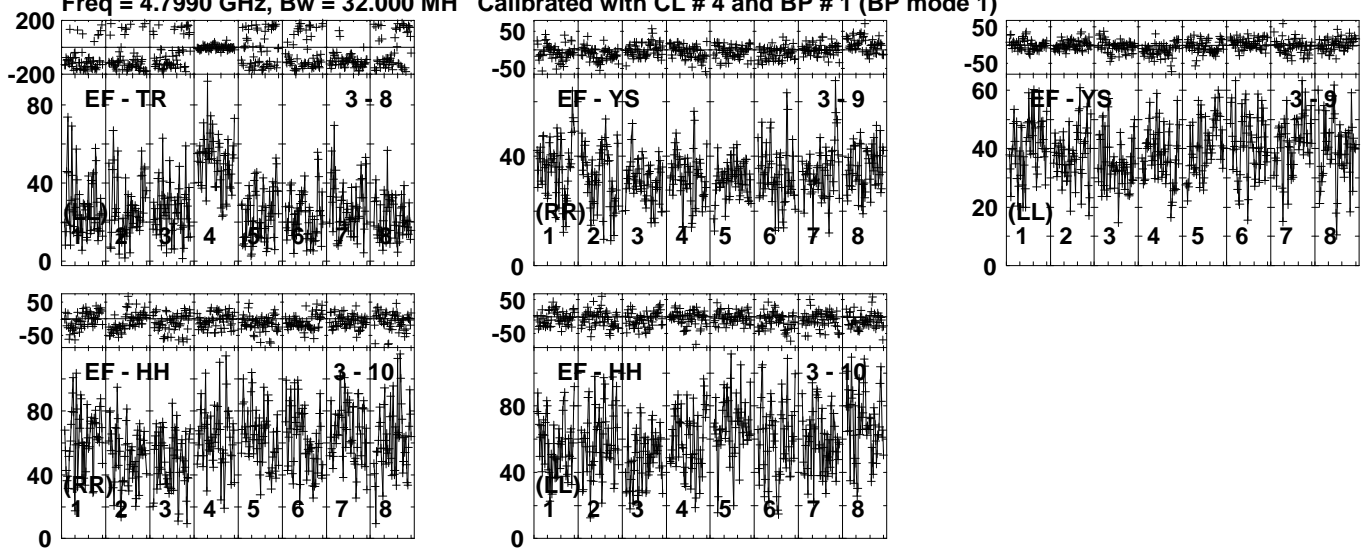 Freq = 4.7990 GHz, Bw = 32.000 MH Calibrated with CL # 4 and BP # 1 (BP mode 1)
200
-200
EF - TR 3 - 8
80
40
0
(LL)
1 2 3 4 5 6 7 8
50
-50
EF - YS 3 - 9
40
0
(RR)
1 2 3 4 5 6 7 8
50
-50
EF - YS 3 - 9
60
40
20
0
(LL)
1 2 3 4 5 6 7 8
50
-50
EF - HH 3 - 10
80
40
0
(RR)
1 2 3 4 5 6 7 8
50
-50
EF - HH 3 - 10
80
40
0
(LL)
1 2 3 4 5 6 7 8